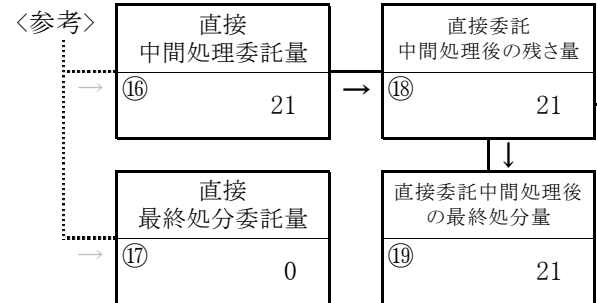 〈参考〉
直接
中間処理委託量
⑯
21
→
→
直接委託
中間処理後の残さ量
⑱
21
↓
直接
最終処分委託量
⑰
0
→
直接委託中間処理後
の最終処分量
⑲
21